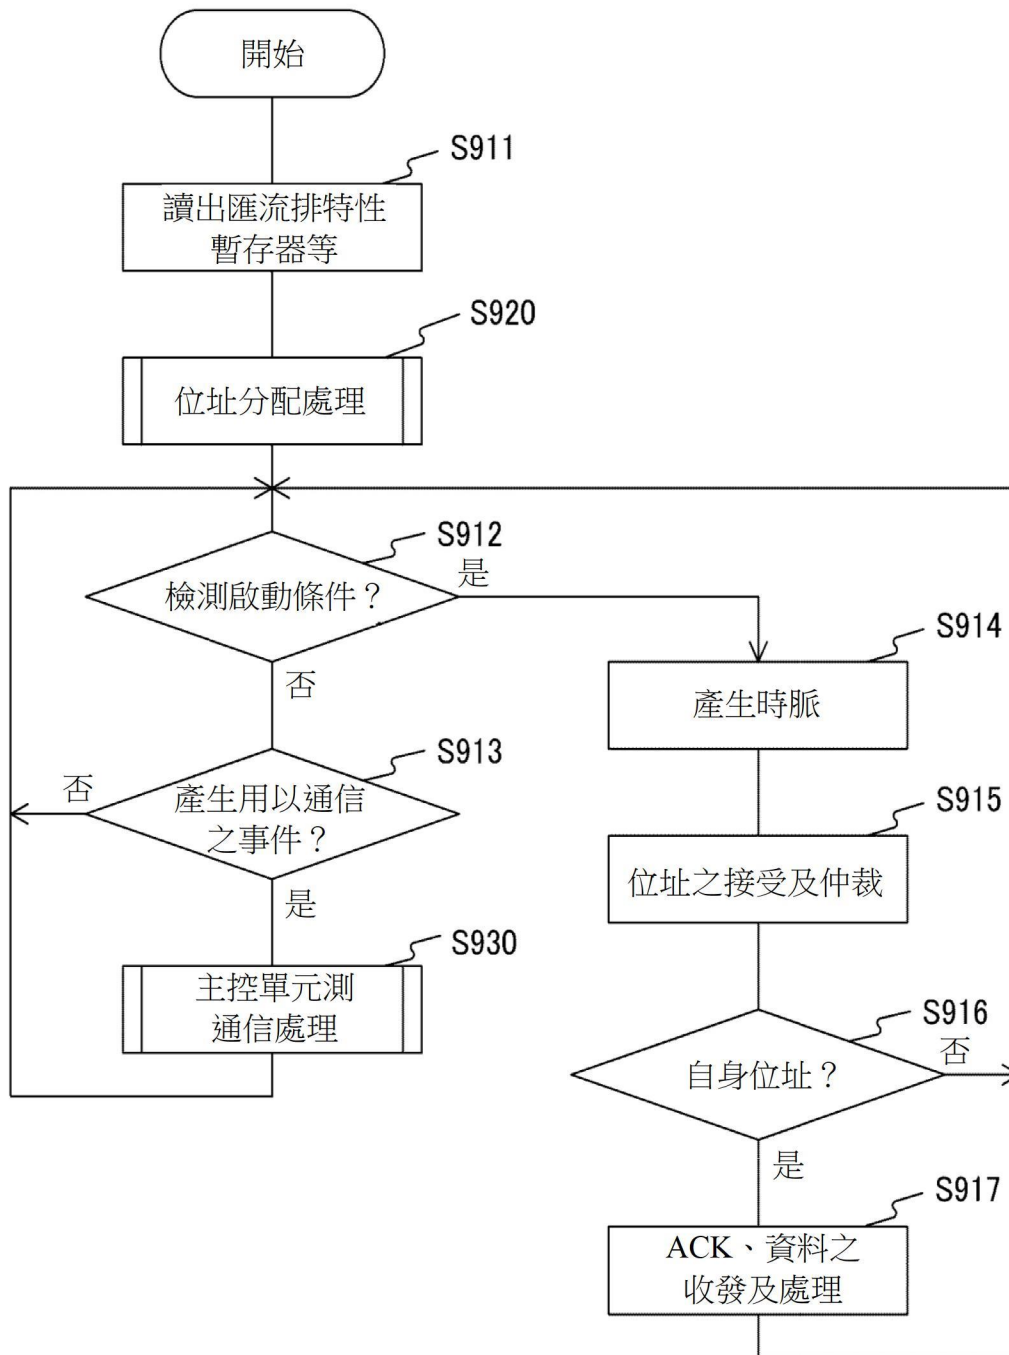 開始
S911
讀出匯流排特性
暫存器等
S920
位址分配處理
S912
檢測啟動條件？
是
否
S914
產生時脈
S913
否
產生用以通信
之事件？
是
S915
位址之接受及仲裁
S930
主控單元測
通信處理
S916
自身位址？
否
是
S917
ACK、資料之
收發及處理